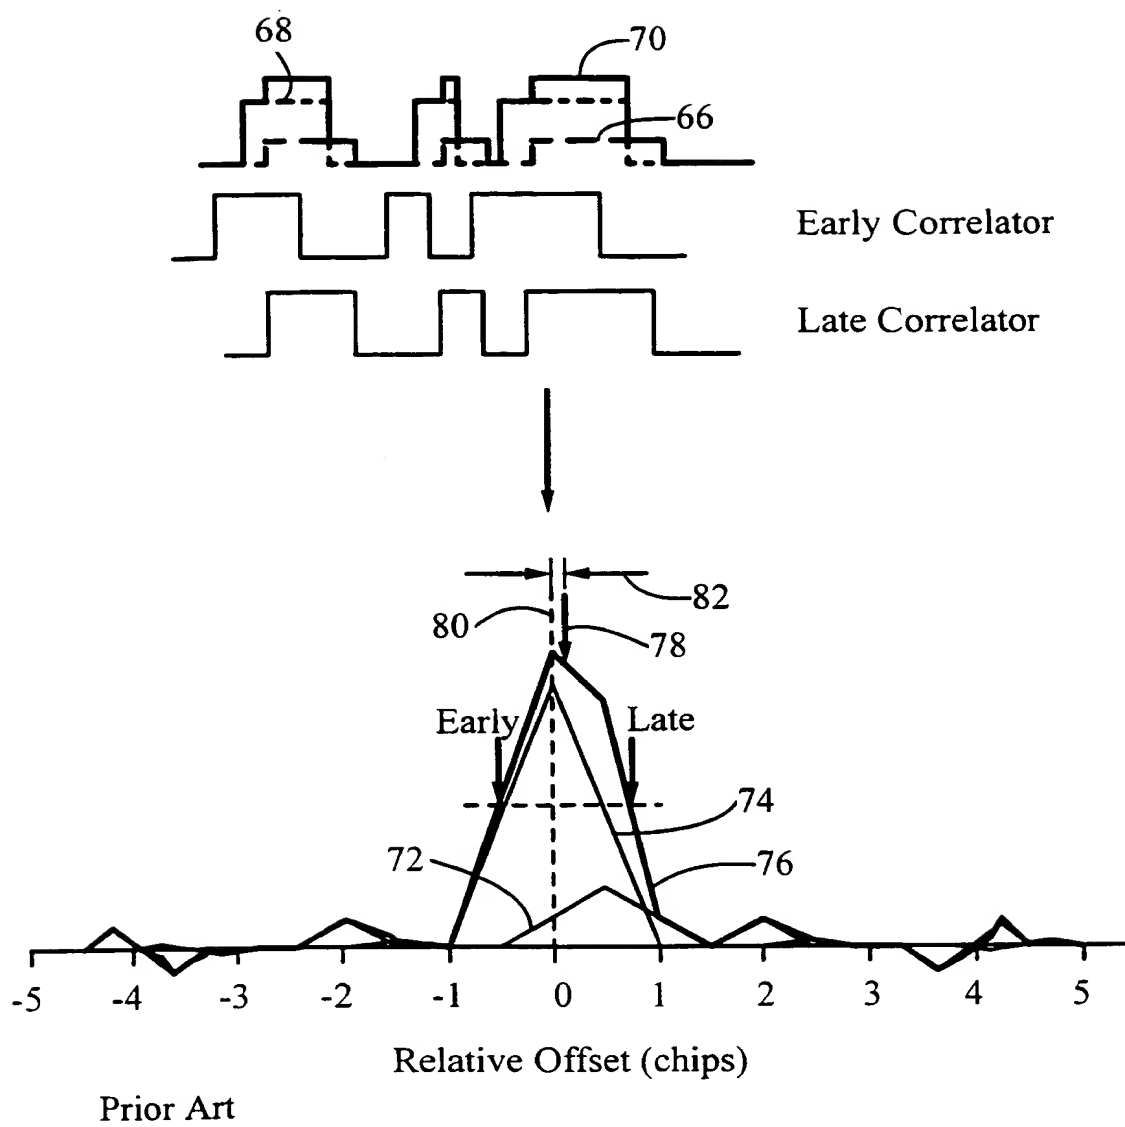 68
70
66
Early Correlator
Late Correlator
82
80
78
Early
Late
74
72
76
-5 -4 -3 -2 -1 0 1 2 3 4 5
Relative Offset (chips)
Prior Art